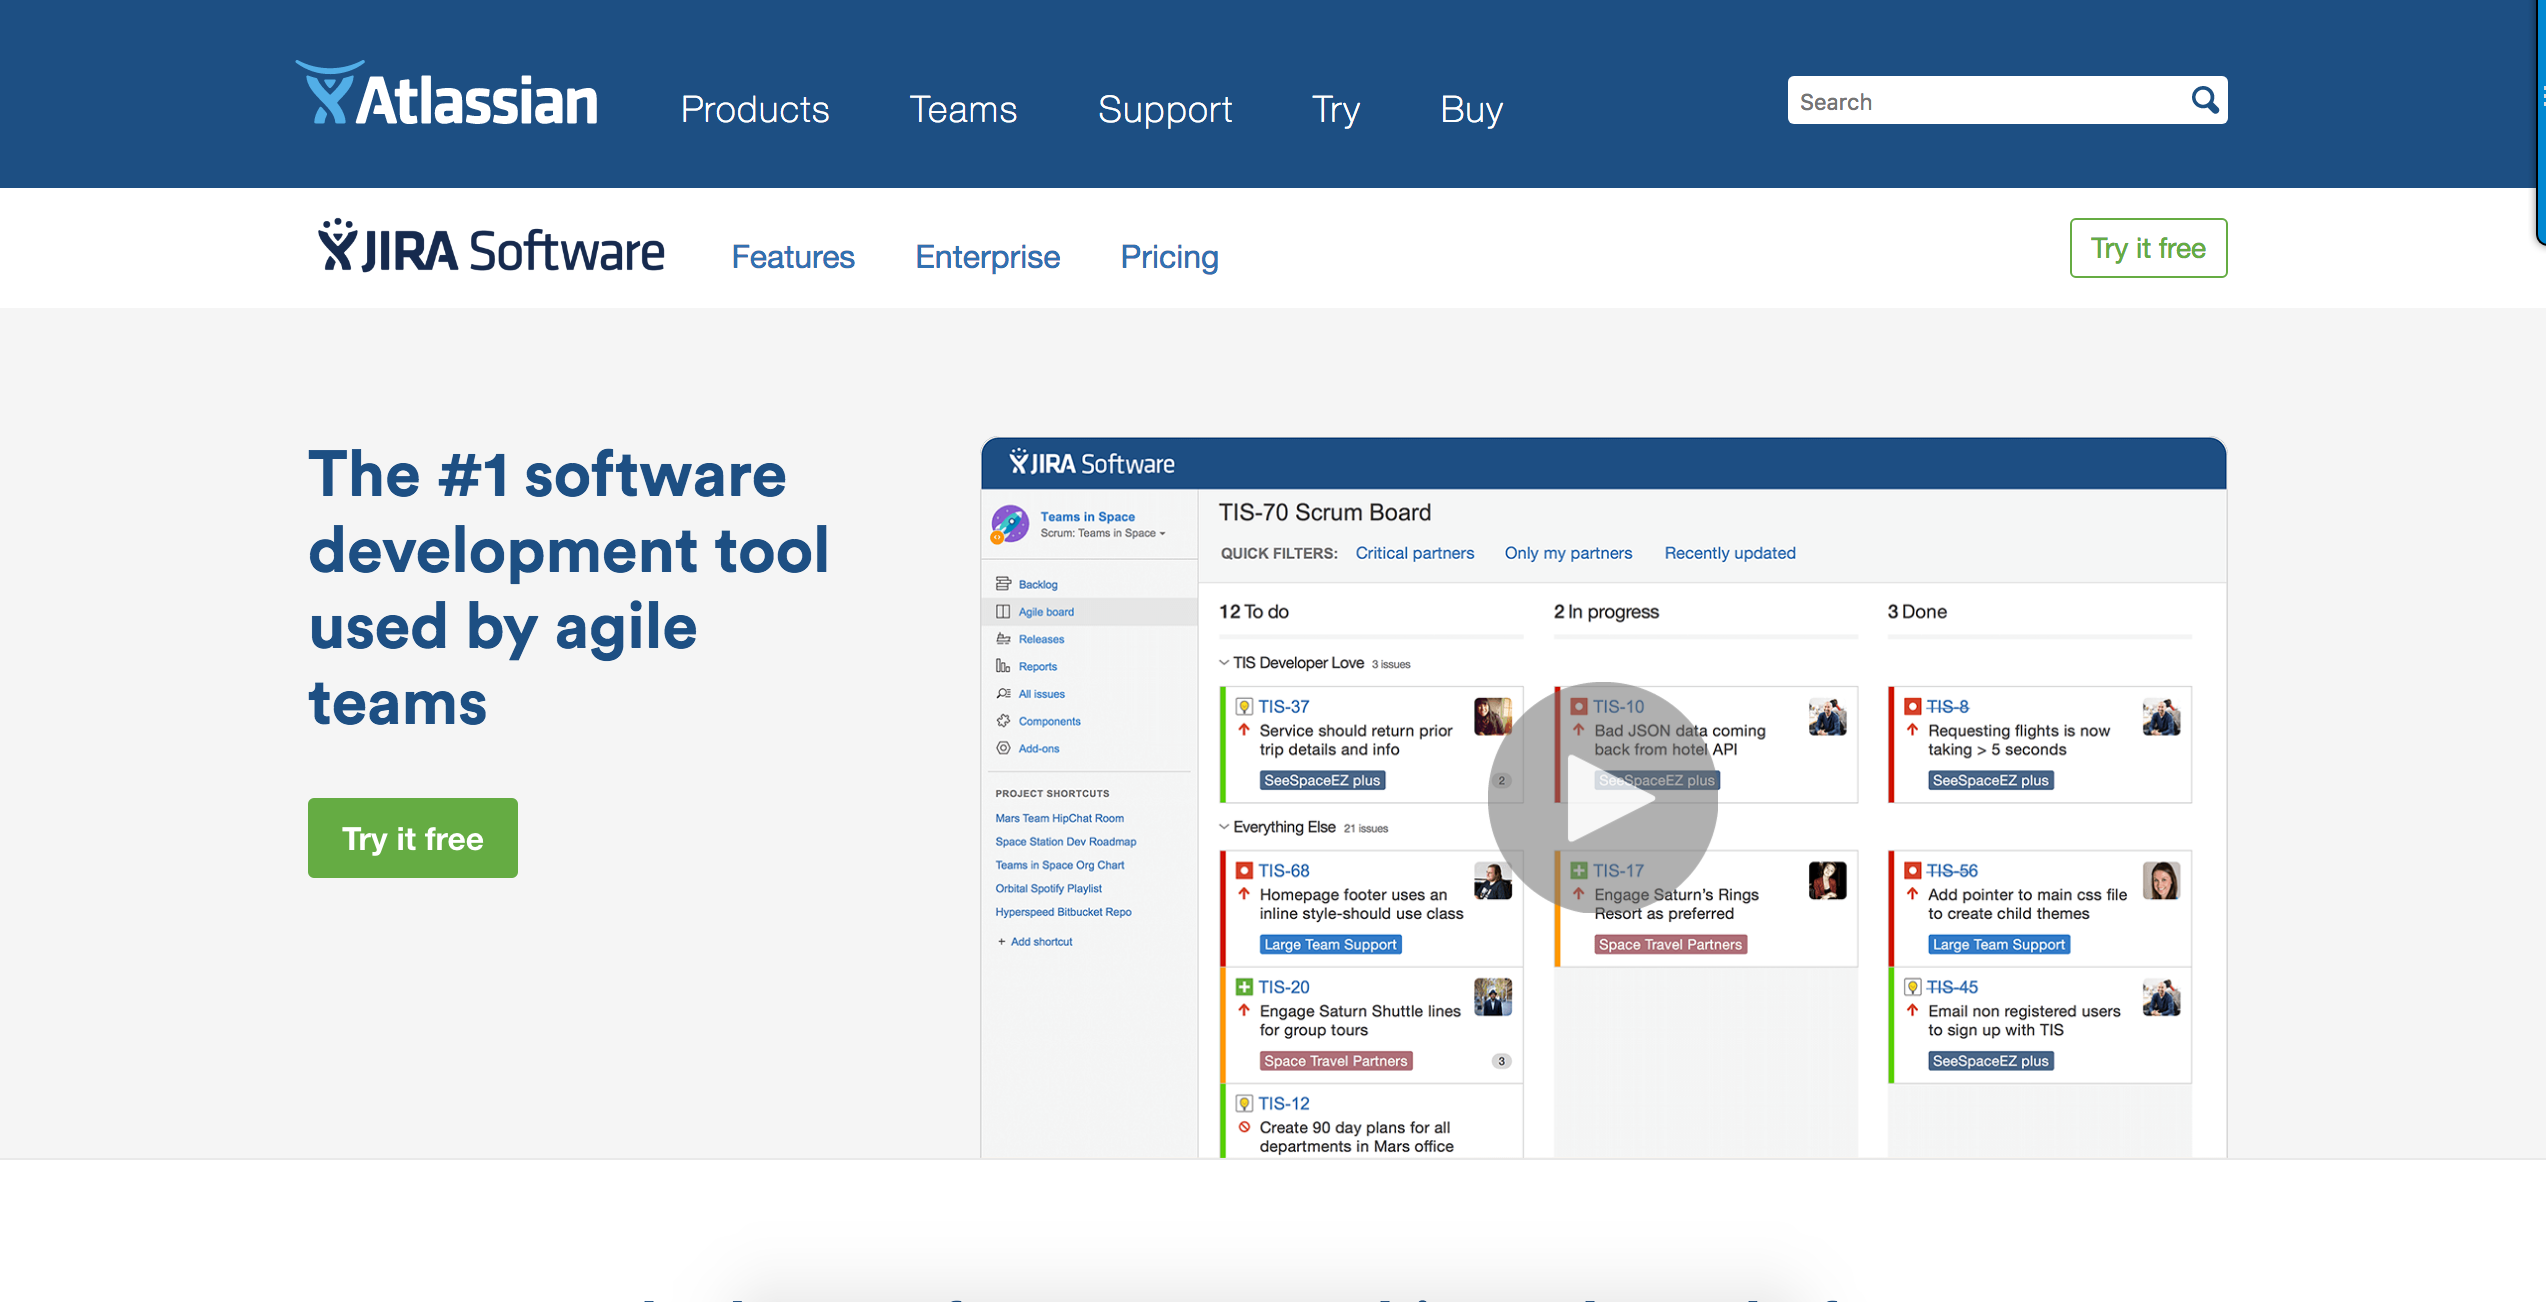 Atlassian
Products
Teams
Support
Try
Buy
Search
JIRA Software
Features
Enterprise
Pricing
Try it free
The #1 software
development tool
used by agile
teams
Try it free
JIRA Software
Teams in Space
Scrum: Teams in Space
Backlog
Agile board
Releases
Reports
All issues
Components
Add-ons
PROJECT SHORTCUTS
Mars Team HipChat Room
Space Station Dev Roadmap
Teams in Space Org Chart
Orbital Spotify Playlist
Hyperspeed Bitbucket Repo
+ Add shortcut
TIS-70 Scrum Board
QUICK FILTERS: Critical partners Only my partners Recently updated
12 To do
2 In progress
3 Done
TIS Developer Love 3 issues
TIS-37
Service should return prior
trip details and info
SeeSpaceEZ plus
2
TIS-10
Bad JSON data coming
back from hotel API
SeeSpaceEZ plus
TIS-8
Requesting flights is now
taking > 5 seconds
SeeSpaceEZ plus
Everything Else 21 issues
TIS-68
Homepage footer uses an
inline style-should use class
Large Team Support
TIS-17
Engage Saturn's Rings
Resort as preferred
Space Travel Partners
TIS-56
Add pointer to main css file
to create child themes
Large Team Support
TIS-20
Engage Saturn Shuttle lines
for group tours
Space Travel Partners
3
TIS-45
Email non registered users
to sign up with TIS
SeeSpaceEZ plus
TIS-12
Create 90 day plans for all
departments in Mars office